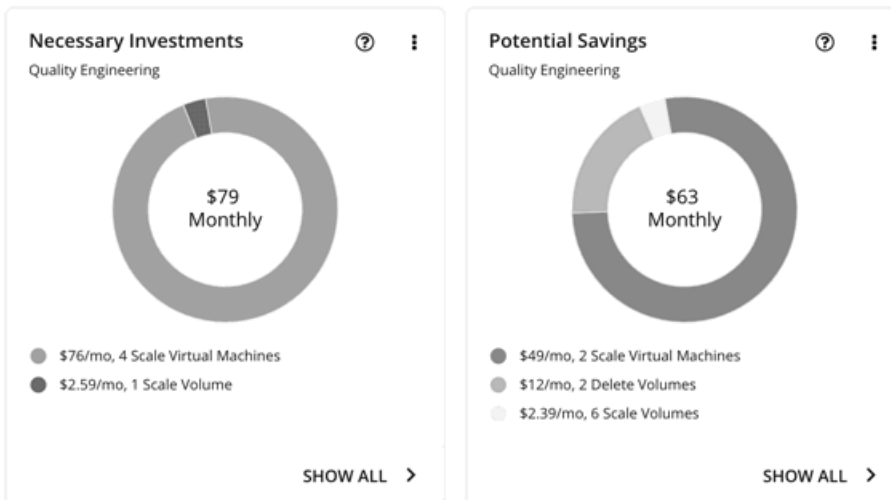 Necessary Investments
Quality Engineering
$79
Monthly
$76/mo, 4 Scale Virtual Machines
$2.59/mo, 1 Scale Volume
SHOW ALL
Potential Savings
Quality Engineering
$63
Monthly
$49/mo, 2 Scale Virtual Machines
$12/mo, 2 Delete Volumes
$2.39/mo, 6 Scale Volumes
SHOW ALL